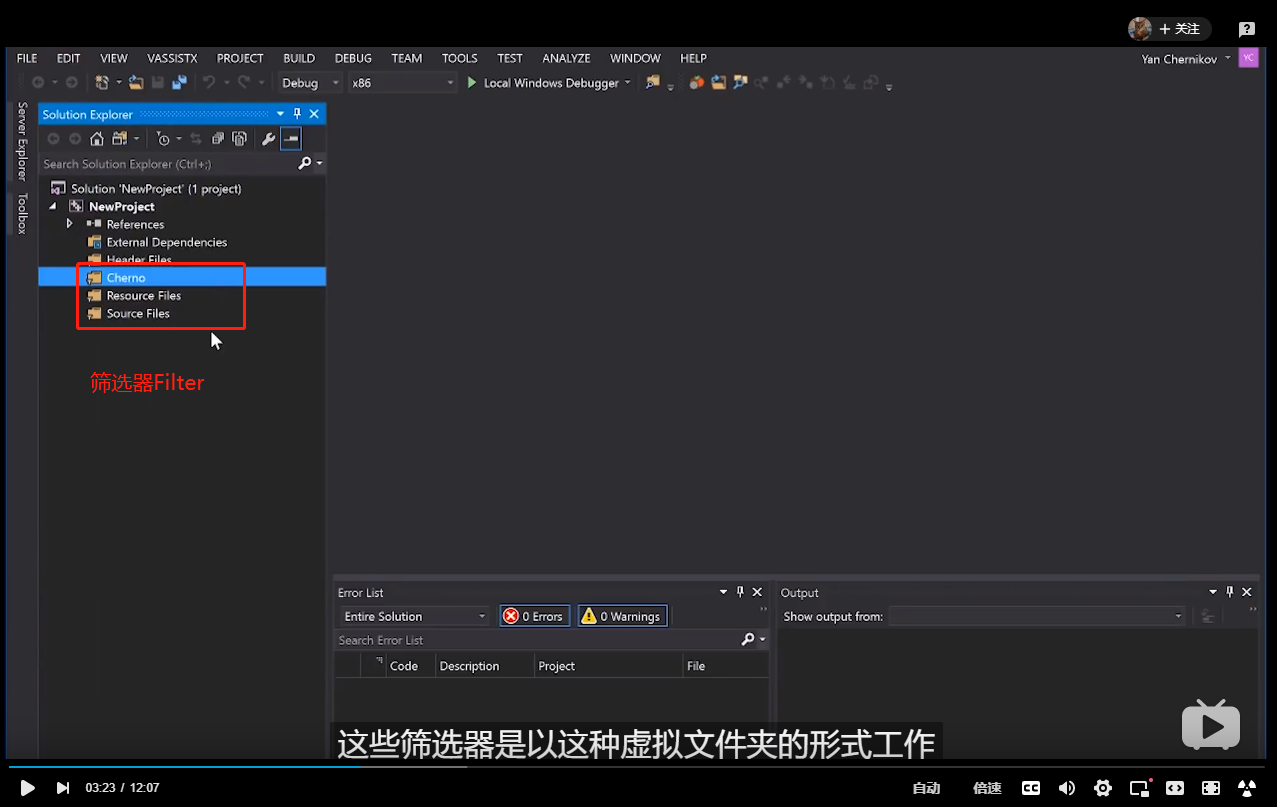 + 关注
FILE EDIT VIEW VASSISTX PROJECT BUILD DEBUG TEAM TOOLS TEST ANALYZE WINDOW HELP
Yan Chernikov YC
Debug x86 Local Windows Debugger
Server Explorer
Toolbox
Solution Explorer
Search Solution Explorer (Ctrl+;)
Solution 'NewProject' (1 project)
NewProject
References
External Dependencies
Header Files
Cherno
Resource Files
Source Files
筛选器Filter
Error List
Entire Solution 0 Errors 0 Warnings
Search Error List
Code Description Project File
Output
Show output from:
这些筛选器是以这种虚拟文件夹的形式工作
03:23 / 12:07 自动 倍速 CC